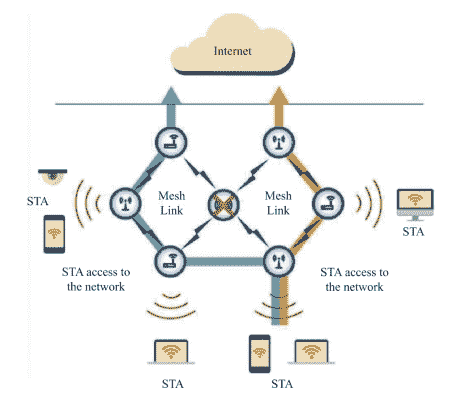 Internet
Mesh
Link
Mesh
Link
STA
STA
STA access to
the network
STA access to
the network
STA
STA